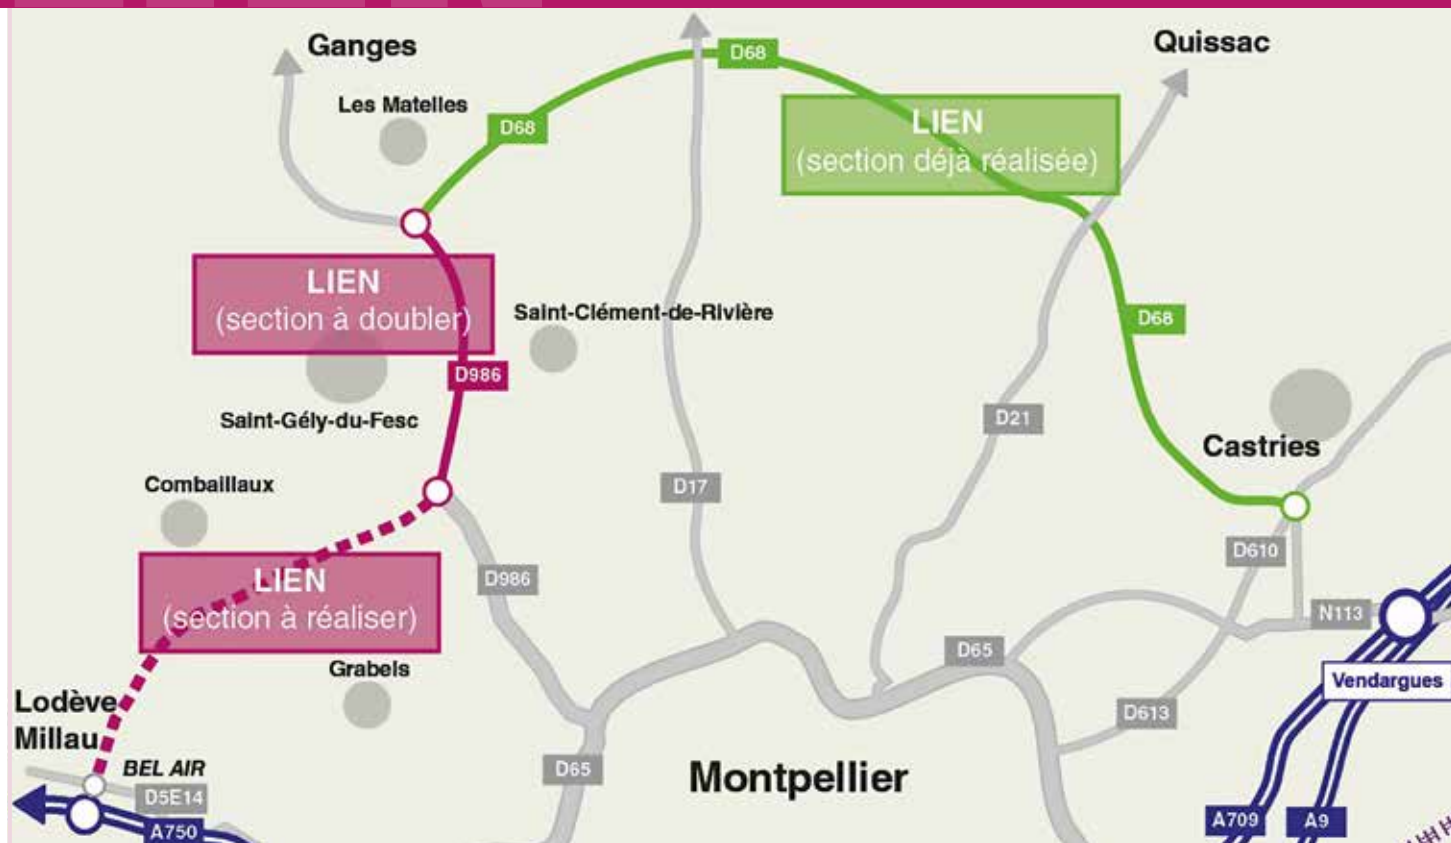 Ganges
Quissac
D68
Les Matelles
D68
LIEN
(section déjà réalisée)
LIEN
(section à doubler)
Saint-Clément-de-Rivière
D68
D986
Saint-Gély-du-Fesc
D21
Castries
Combaillaux
D17
D610
LIEN
(section à réaliser)
D986
N113
Grabels
D65
Vendargues
Lodève
Millau
D613
BEL AIR
D65
Montpellier
D5E14
A750
A709
A9